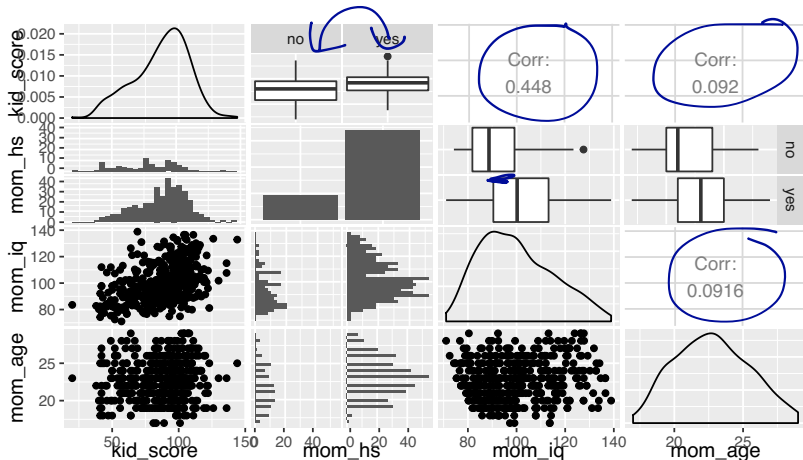 no yes
0.020
0.015
0.010
0.005
0.000
kid_score
Corr:
0.448
Corr:
0.092
40
30
20
10
0
40
30
20
10
0
mom_hs
no
yes
140
120
100
80
mom_iq
Corr:
0.0916
25
20
mom_age
50 100 150
0 20 40 0 20 40
80 100 120 140
20 25
kid_score mom_hs mom_iq mom_age